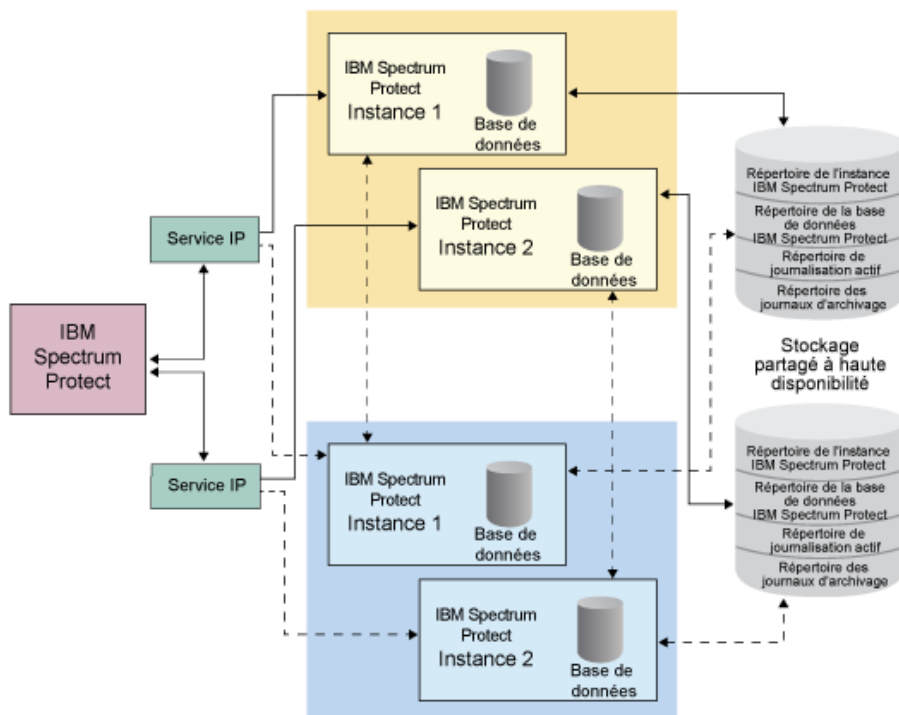 IBM Spectrum
Protect
Instance 1
Base de
données
IBM Spectrum
Protect
Instance 2
Base de
données
Service IP
IBM
Spectrum
Protect
Service IP
IBM Spectrum
Protect
Instance 1
Base de
données
IBM Spectrum
Protect
Instance 2
Base de
données
Répertoire de l'instance
IBM Spectrum Protect
Répertoire de la base
de données
IBM Spectrum Protect
Répertoire
de journalisation actif
Répertoire des
journaux d'archivage
Stockage
partagé à haute
disponibilité
Répertoire de l'instance
IBM Spectrum Protect
Répertoire de la base
de données
IBM Spectrum Protect
Répertoire
de journalisation actif
Répertoire des
journaux d'archivage